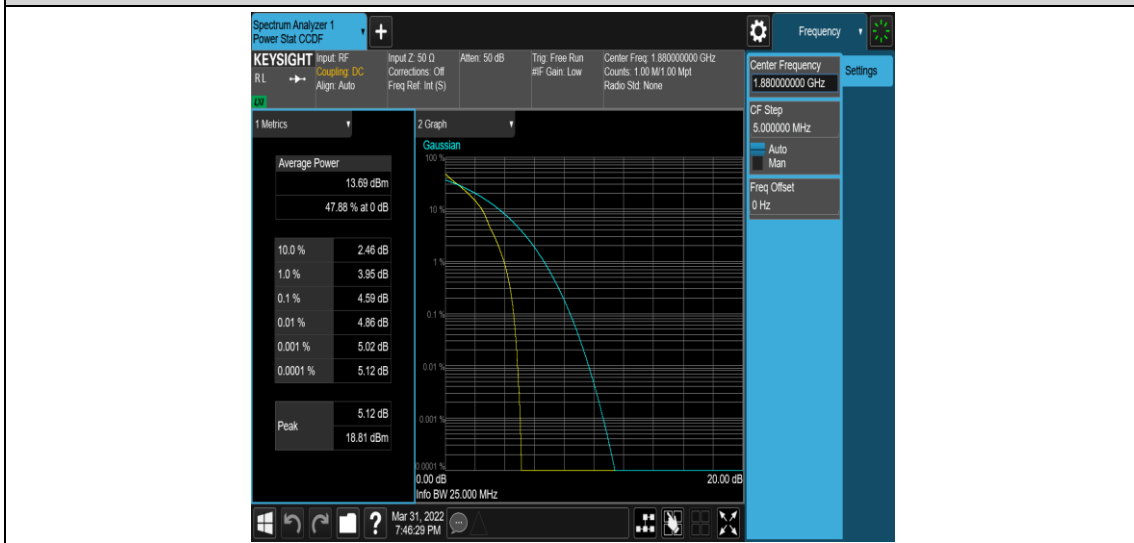 Spectrum Analyzer 1
Power Stat CCDF
+
Frequency
KEYSIGHT
RL
LXI
Input: RF
Coupling: DC
Align: Auto
Input Z: 50 Ω
Corrections: Off
Freq Ref: Int (S)
Atten: 50 dB
Trig: Free Run
#IF Gain: Low
Center Freq: 1.880000000 GHz
Counts: 1.00 M/1.00 Mpt
Radio Std: None
Center Frequency
1.880000000 GHz
Settings
CF Step
5.000000 MHz
Auto
Man
Freq Offset
0 Hz
1 Metrics
Average Power
13.69 dBm
47.88 % at 0 dB
10.0 % 2.46 dB
1.0 % 3.95 dB
0.1 % 4.59 dB
0.01 % 4.86 dB
0.001 % 5.02 dB
0.0001 % 5.12 dB
Peak 5.12 dB
18.81 dBm
2 Graph
Gaussian
100 %
10 %
1 %
0.1 %
0.01 %
0.001 %
0.0001 %
0.00 dB 20.00 dB
Info BW 25.000 MHz
?
Mar 31, 2022
7:46:29 PM